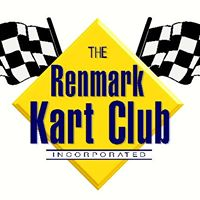 THE
Renmark
Kart Club
INCORPORATED